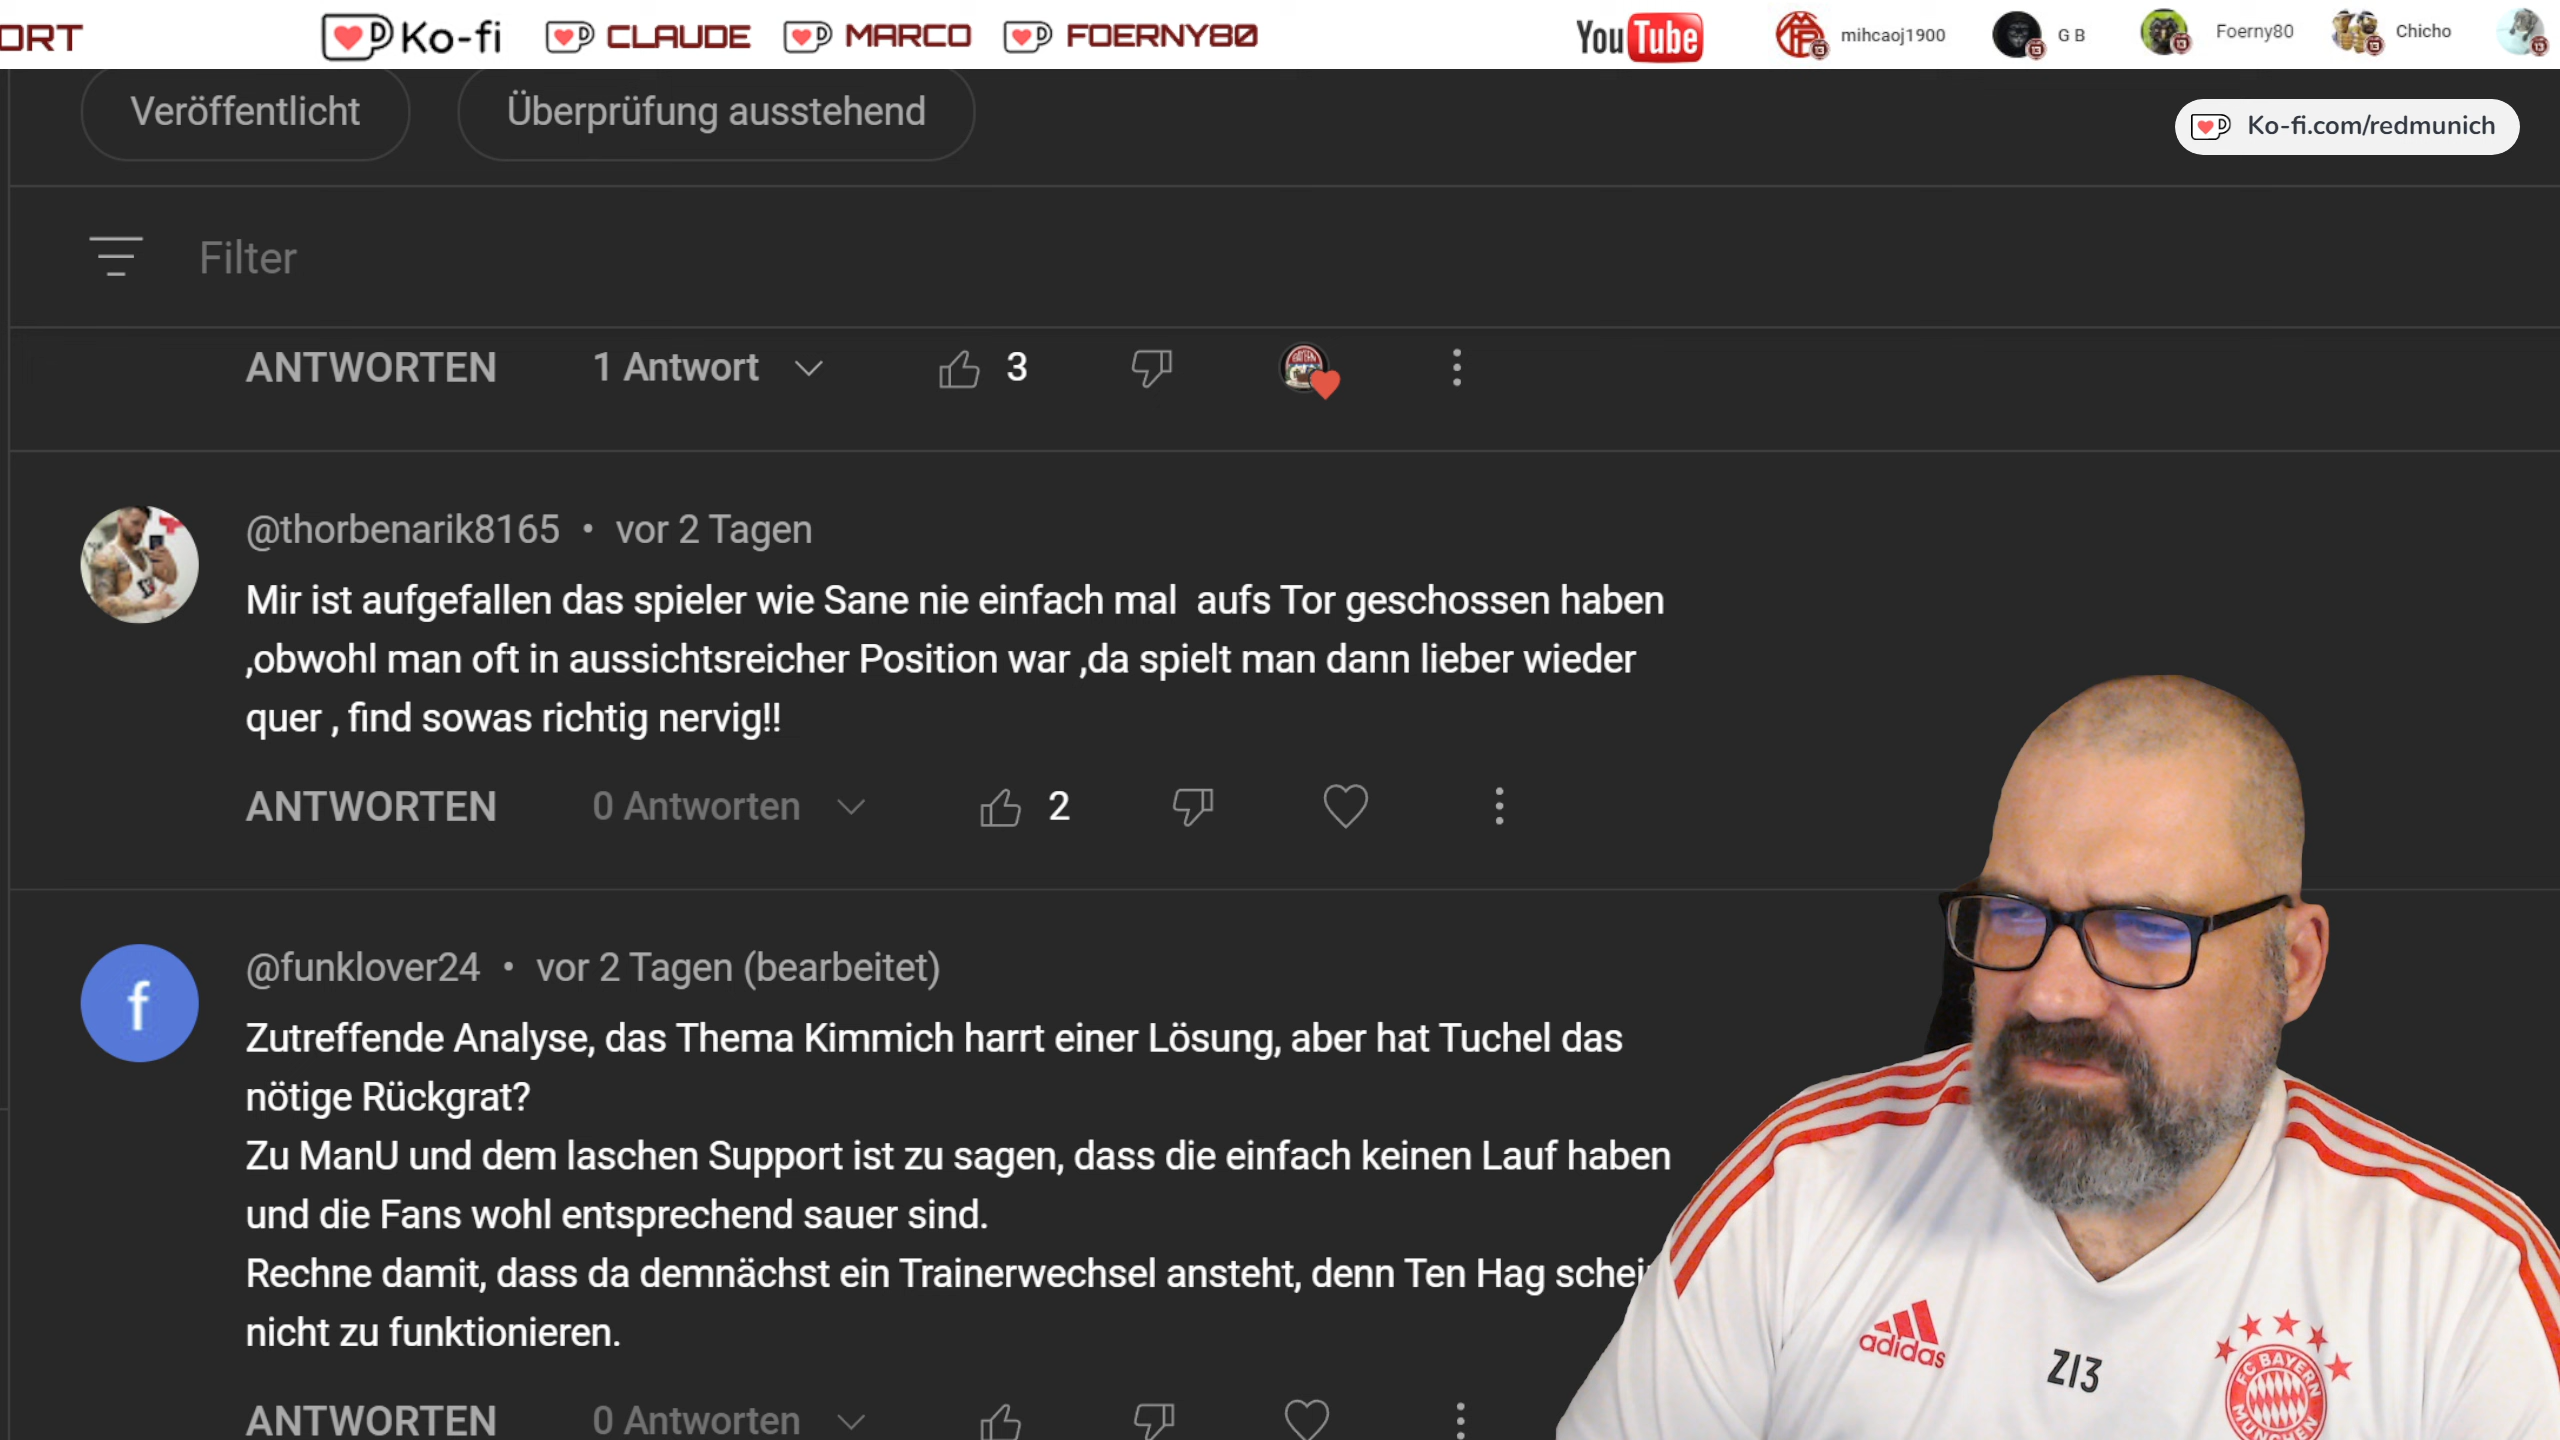 ORT
Ko-fi CLAUDE MARCO FOERNY80
YouTube mihcaoj1900 G B Foerny80 Chicho
Veröffentlicht Überprüfung ausstehend
Ko-fi.com/redmunich
Filter
ANTWORTEN 1 Antwort 3
@thorbenarik8165 • vor 2 Tagen
Mir ist aufgefallen das spieler wie Sane nie einfach mal aufs Tor geschossen haben
,obwohl man oft in aussichtsreicher Position war ,da spielt man dann lieber wieder
quer , find sowas richtig nervig!!
ANTWORTEN 0 Antworten 2
f
@funklover24 • vor 2 Tagen (bearbeitet)
Zutreffende Analyse, das Thema Kimmich harrt einer Lösung, aber hat Tuchel das
nötige Rückgrat?
Zu ManU und dem laschen Support ist zu sagen, dass die einfach keinen Lauf haben
und die Fans wohl entsprechend sauer sind.
Rechne damit, dass da demnächst ein Trainerwechsel ansteht, denn Ten Hag schei
nicht zu funktionieren.
ANTWORTEN 0 Antworten
adidas
Z13
FC BAYERN
MÜNCHEN